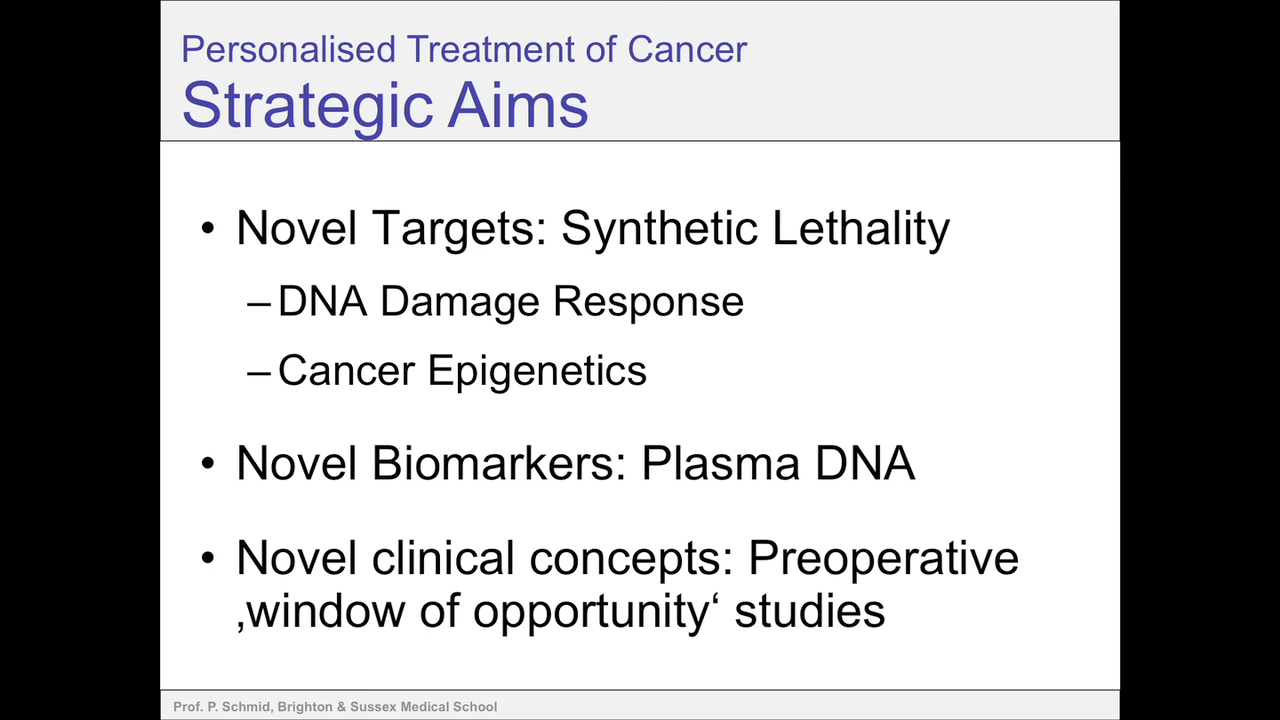 Personalised Treatment of Cancer
Strategic Aims
• Novel Targets: Synthetic Lethality
– DNA Damage Response
– Cancer Epigenetics
• Novel Biomarkers: Plasma DNA
• Novel clinical concepts: Preoperative
‚window of opportunity‘ studies
Prof. P. Schmid, Brighton & Sussex Medical School